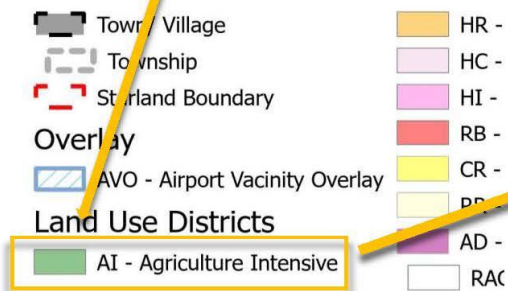 Town/ Village
Township
Starland Boundary
Overlay
AVO - Airport Vacinity Overlay
Land Use Districts
AI - Agriculture Intensive
HR -
HC -
HI -
RB -
CR -
AD -